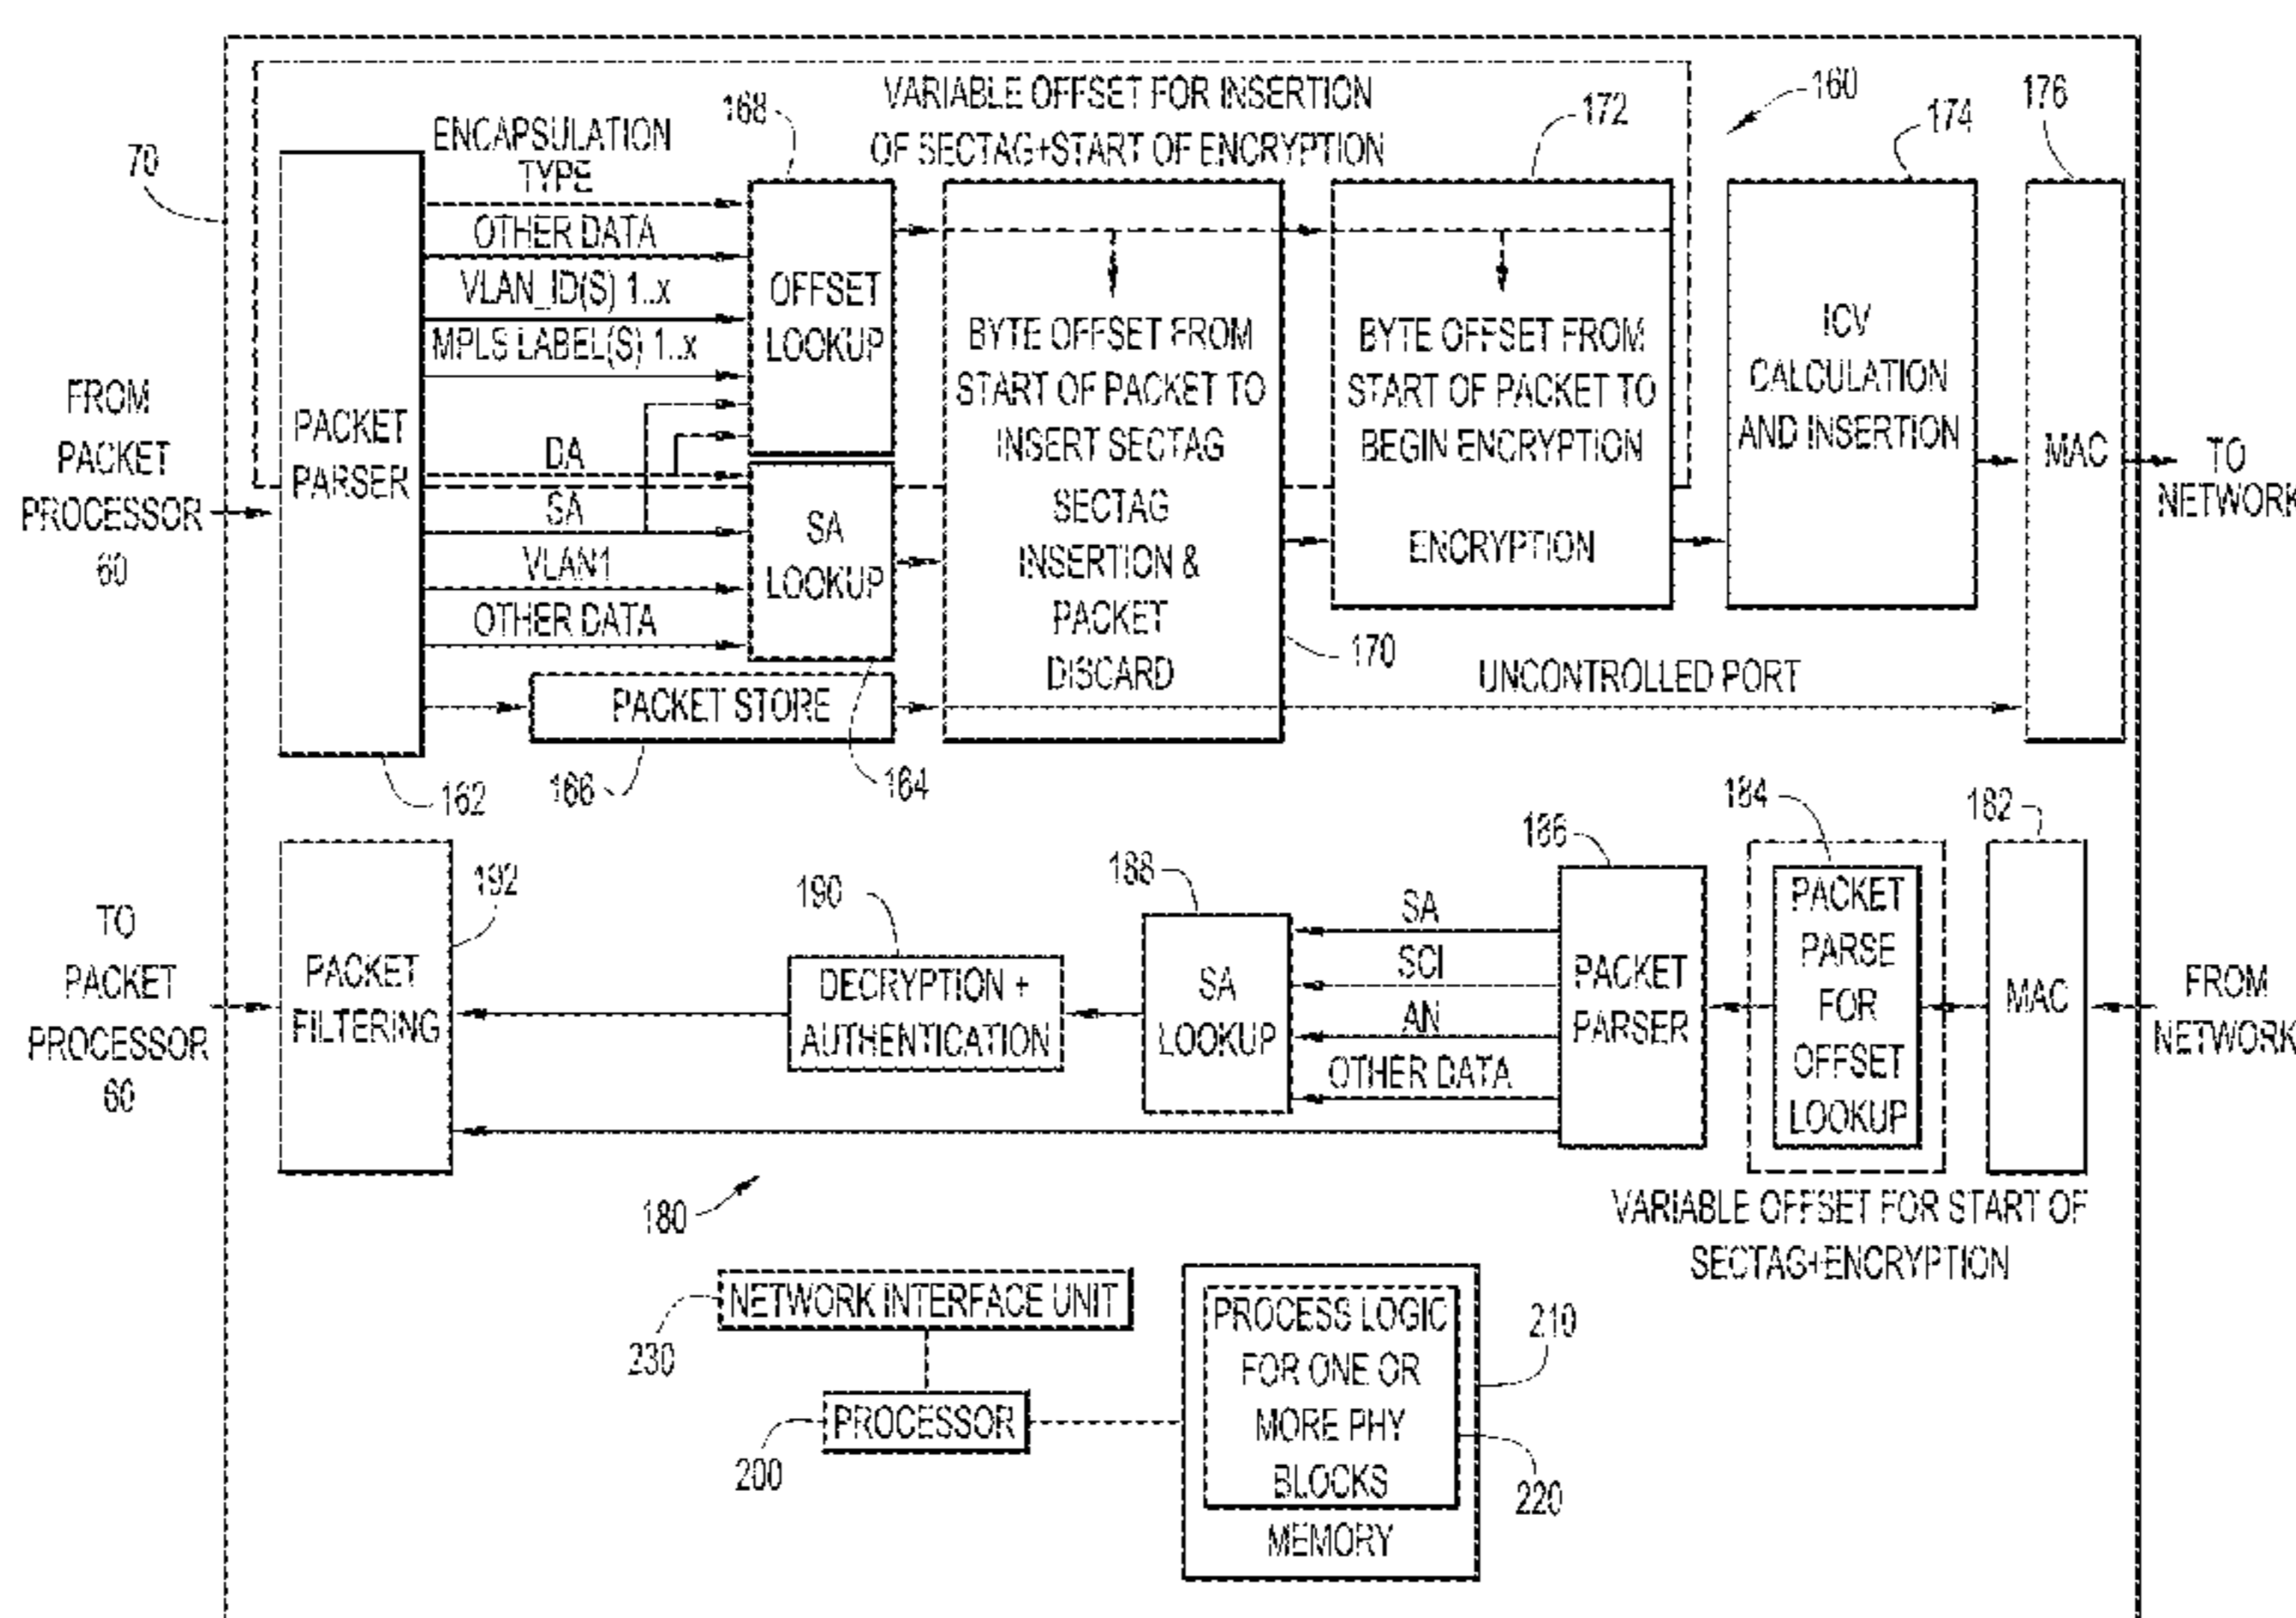 VARIABLE OFFSET FOR INSERTION
OF SECTAG+START OF ENCRYPTION
160
168
172
174
176
70
ENCAPSULATION
TYPE
OTHER DATA
VLAN_ID(S) 1..x
MPLS LABEL(S) 1..x
DA
SA
VLAN1
OTHER DATA
FROM
PACKET
PROCESSOR
60
PACKET
PARSER
OFFSET
LOOKUP
SA
LOOKUP
BYTE OFFSET FROM
START OF PACKET TO
INSERT SECTAG
SECTAG
INSERTION &
PACKET
DISCARD
BYTE OFFSET FROM
START OF PACKET TO
BEGIN ENCRYPTION
ENCRYPTION
ICV
CALCULATION
AND INSERTION
MAC
TO
NETWORK
170
UNCONTROLLED PORT
PACKET STORE
162
166
164
184
182
186
188
190
192
TO
PACKET
PROCESSOR
60
PACKET
FILTERING
DECRYPTION +
AUTHENTICATION
SA
LOOKUP
SA
SCI
AN
OTHER DATA
PACKET
PARSER
PACKET
PARSE
FOR
OFFSET
LOOKUP
MAC
FROM
NETWORK
180
VARIABLE OFFSET FOR START OF
SECTAG+ENCRYPTION
NETWORK INTERFACE UNIT
230
PROCESSOR
200
PROCESS LOGIC
FOR ONE OR
MORE PHY
BLOCKS
MEMORY
210
220